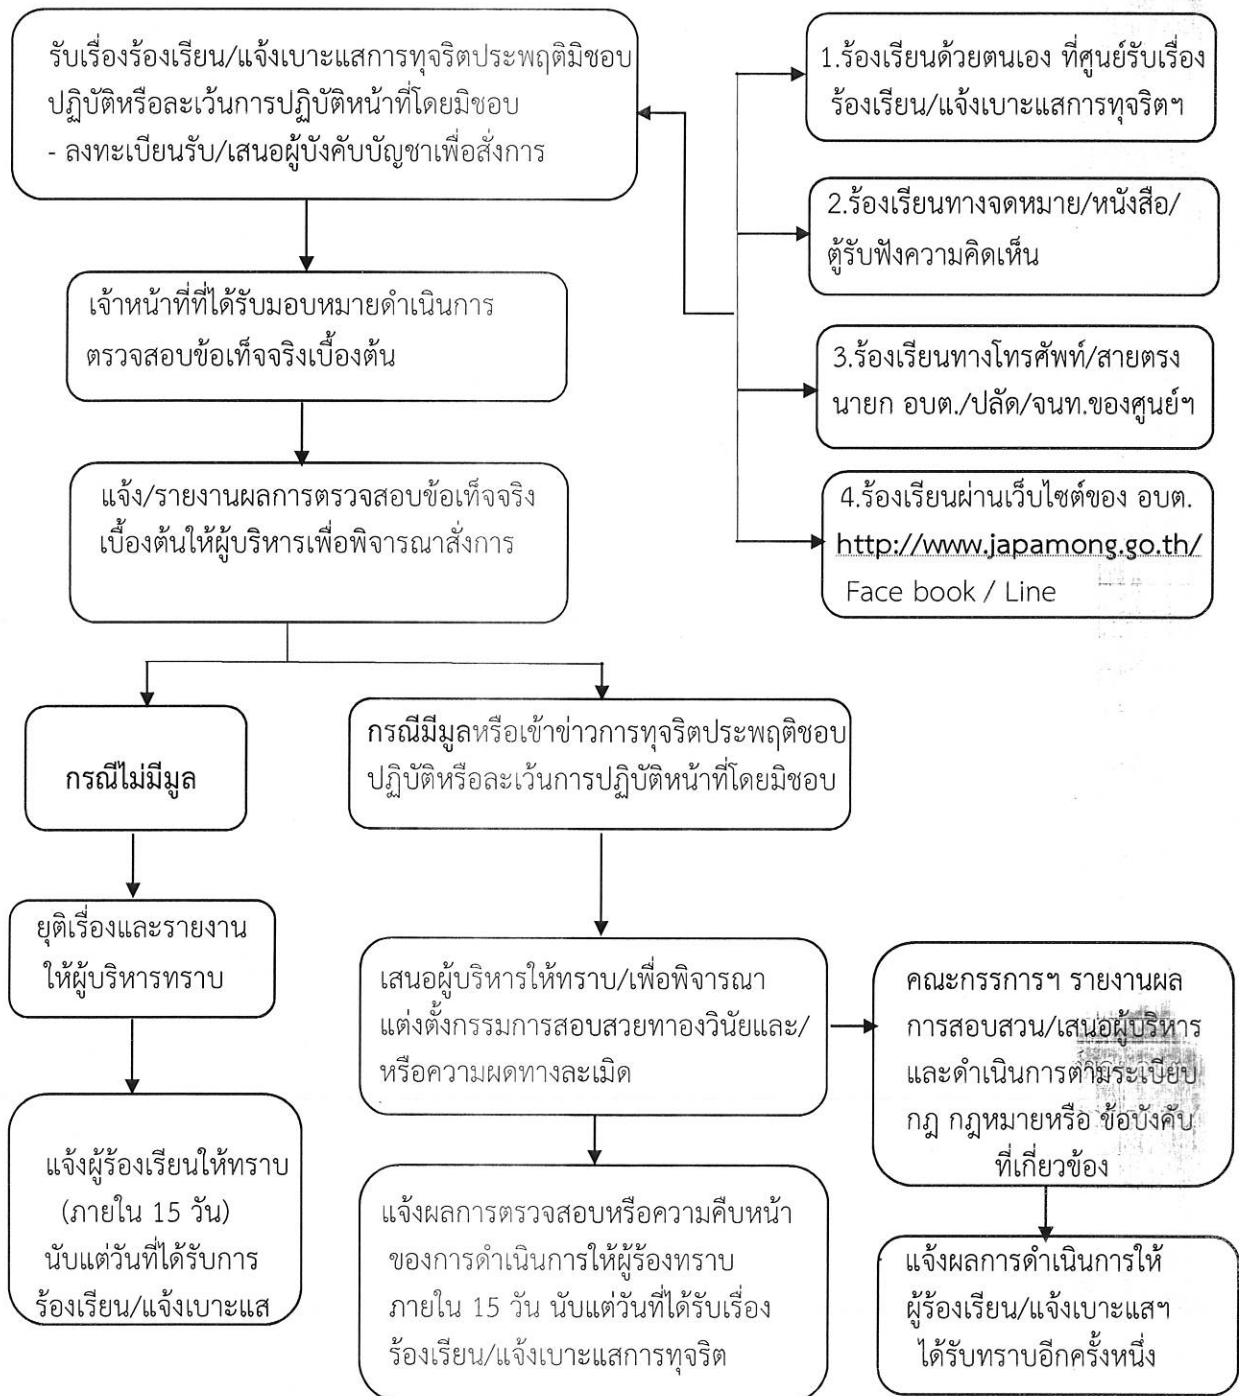 รับเรื่องร้องเรียน/แจ้งเบาะแสการทุจริตประพฤติมิชอบ
ปฏิบัติหรือละเว้นการปฏิบัติหน้าที่โดยมิชอบ
- ลงทะเบียนรับ/เสนอผู้บังคับบัญชาเพื่อสั่งการ
1.ร้องเรียนด้วยตนเอง ที่ศูนย์รับเรื่อง
ร้องเรียน/แจ้งเบาะแสการทุจริตฯ
2.ร้องเรียนทางจดหมาย/หนังสือ/
ตู้รับฟังความคิดเห็น
3.ร้องเรียนทางโทรศัพท์/สายตรง
นายก อบต./ปลัด/จนท.ของศูนย์ฯ
4.ร้องเรียนผ่านเว็บไซต์ของ อบต.
http://www.japamong.go.th/
Face book / Line
เจ้าหน้าที่ที่ได้รับมอบหมายดำเนินการ
ตรวจสอบข้อเท็จจริงเบื้องต้น
แจ้ง/รายงานผลการตรวจสอบข้อเท็จจริง
เบื้องต้นให้ผู้บริหารเพื่อพิจารณาสั่งการ
กรณีไม่มีมูล
ยุติเรื่องและรายงาน
ให้ผู้บริหารทราบ
แจ้งผู้ร้องเรียนให้ทราบ
(ภายใน 15 วัน)
นับแต่วันที่ได้รับการ
ร้องเรียน/แจ้งเบาะแส
กรณีมีมูลหรือเข้าข่าวการทุจริตประพฤติชอบ
ปฏิบัติหรือละเว้นการปฏิบัติหน้าที่โดยมิชอบ
เสนอผู้บริหารให้ทราบ/เพื่อพิจารณา
แต่งตั้งกรรมการสอบสวยทาองวินัยและ/
หรือความผดทางละเมิด
แจ้งผลการตรวจสอบหรือความคืบหน้า
ของการดำเนินการให้ผู้ร้องทราบ
ภายใน 15 วัน นับแต่วันที่ได้รับเรื่อง
ร้องเรียน/แจ้งเบาะแสการทุจริต
คณะกรรการฯ รายงานผล
การสอบสวน/เสนอผู้บริหาร
และดำเนินการตามระเบียบ
กฎ กฎหมายหรือ ข้อบังคับ
ที่เกี่ยวข้อง
แจ้งผลการดำเนินการให้
ผู้ร้องเรียน/แจ้งเบาะแสฯ
ได้รับทราบอีกครั้งหนึ่ง